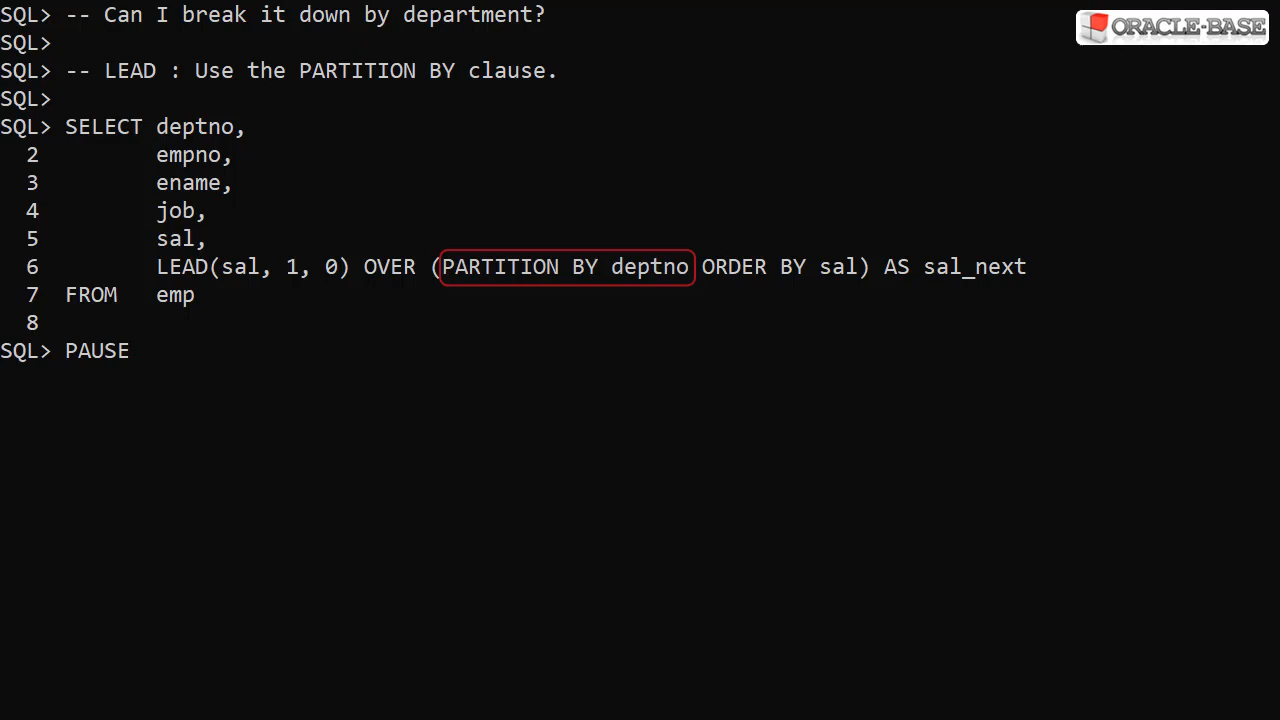 SQL> -- Can I break it down by department?
ORACLE-BASE
SQL>
SQL> -- LEAD : Use the PARTITION BY clause.
SQL>
SQL> SELECT deptno,
  2         empno,
  3         ename,
  4         job,
  5         sal,
  6         LEAD(sal, 1, 0) OVER (PARTITION BY deptno ORDER BY sal) AS sal_next
  7  FROM   emp
  8
SQL> PAUSE